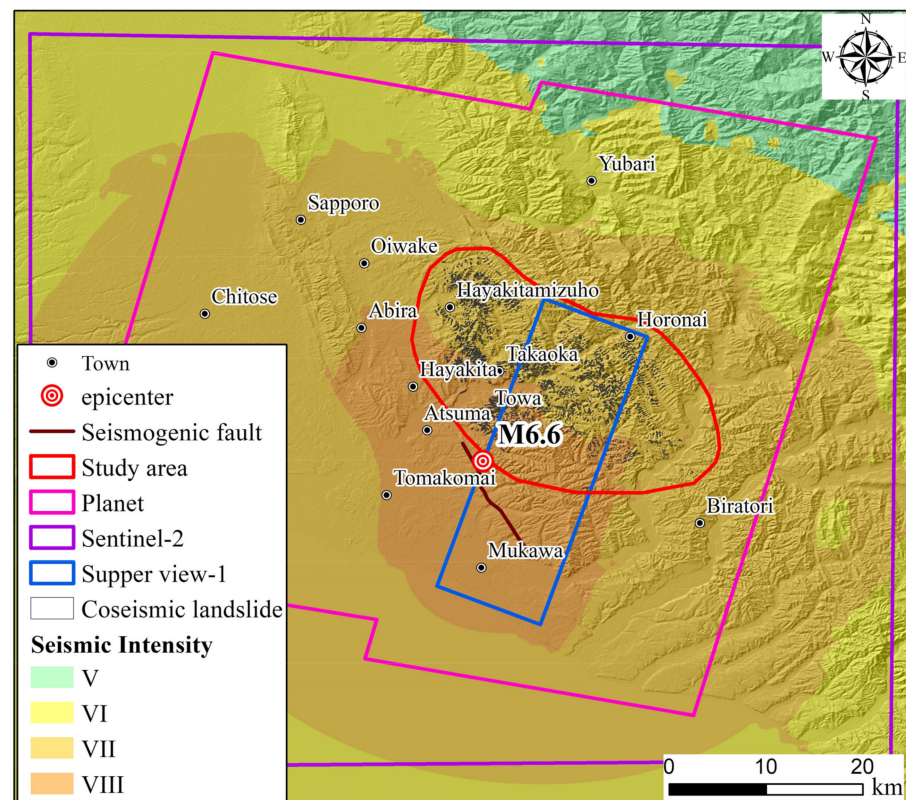 N
W E
S
Yubari
Sapporo
Oiwake
Chitose
Hayakitamizuho
Abira
Horonai
Takaoka
Hayakita
Towa
Atsuma
M6.6
Tomakomai
Biratori
Mukawa
Town
epicenter
Seismogenic fault
Study area
Planet
Sentinel-2
Supper view-1
Coseismic landslide
Seismic Intensity
V
VI
VII
VIII
0 10 20
km